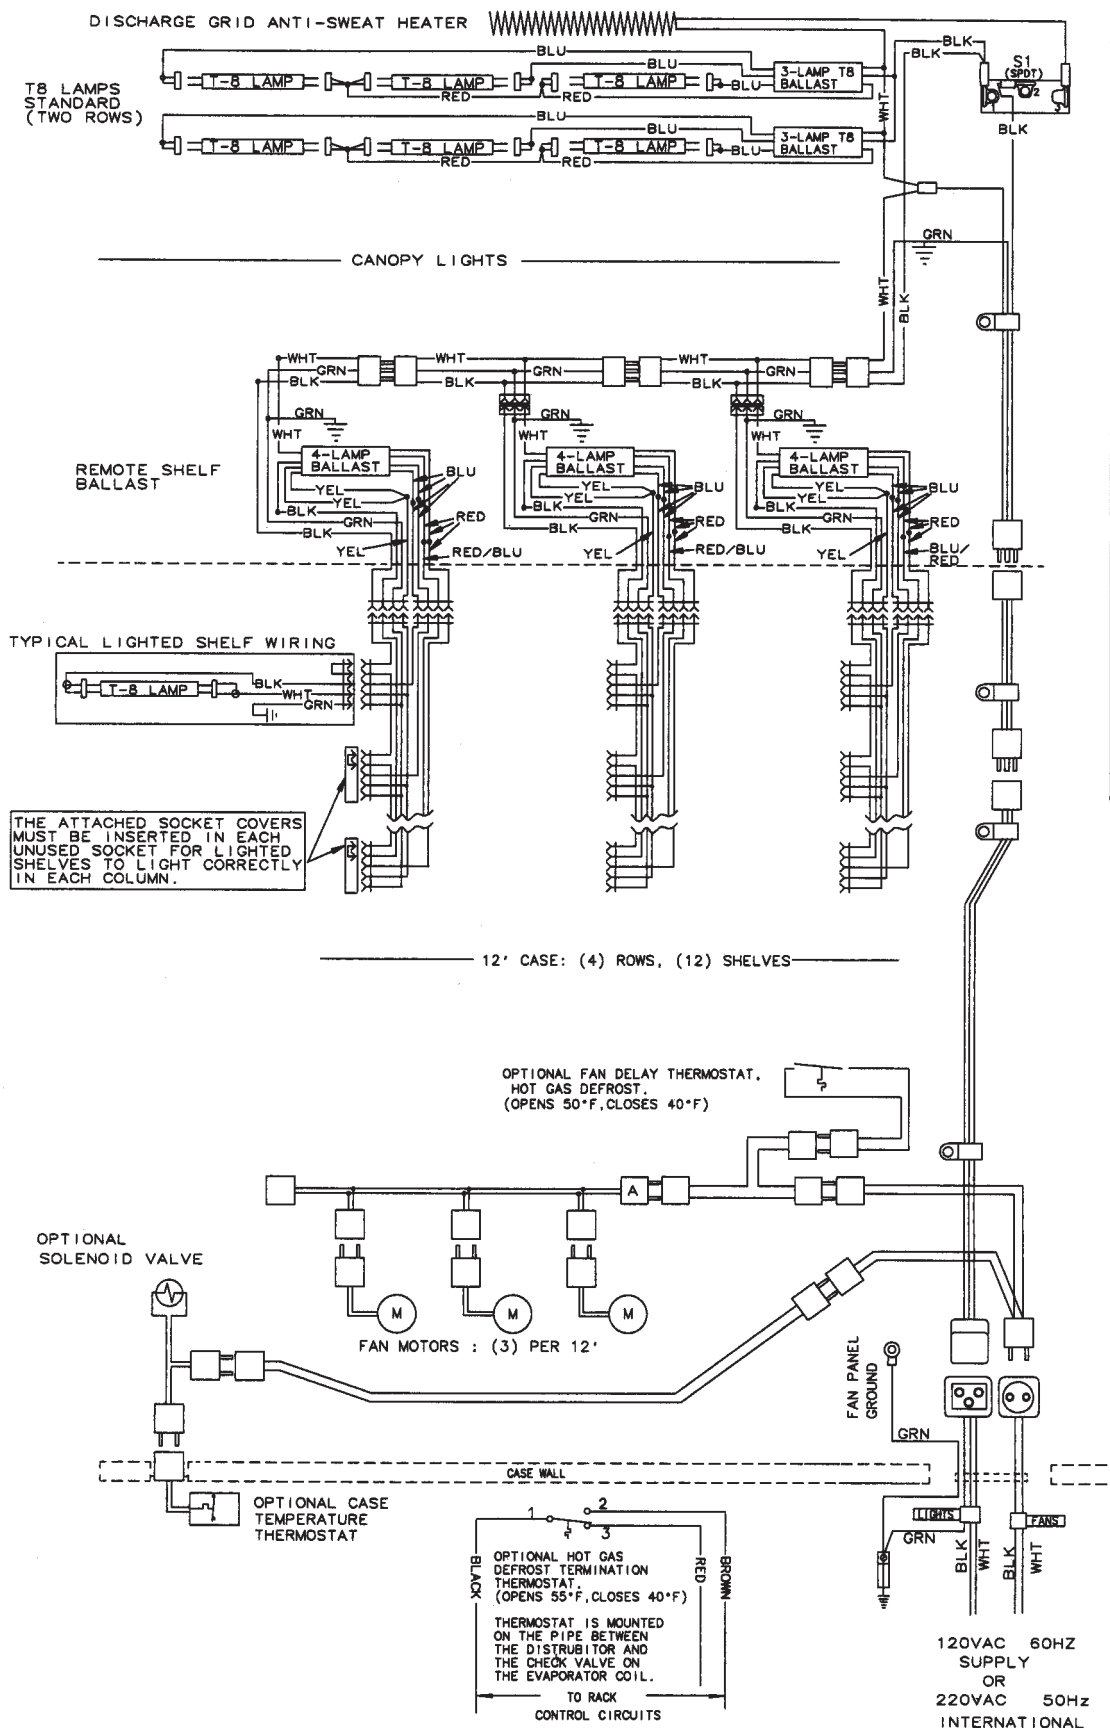 DISCHARGE GRID ANTI-SWEAT HEATER
BLK
BLU
BLK
S1
(SPDT)
BLU
T-8 LAMP
T-8 LAMP
T-8 LAMP
BLU
3-LAMP T8
BALLAST
2
3
T8 LAMPS
STANDARD
(TWO ROWS)
RED
RED
WHT
BLU
BLK
BLU
T-8 LAMP
T-8 LAMP
T-8 LAMP
BLU
3-LAMP T8
BALLAST
RED
RED
GRN
CANOPY LIGHTS
WHT
BLK
WHT
WHT
WHT
GRN
GRN
GRN
BLK
BLK
BLK
GRN
GRN
GRN
WHT
WHT
WHT
REMOTE SHELF
BALLAST
4-LAMP
BALLAST
4-LAMP
BALLAST
4-LAMP
BALLAST
BLU
BLU
BLU
YEL
YEL
YEL
YEL
YEL
YEL
BLK
GRN
RED
BLK
GRN
RED
BLK
GRN
RED
BLK
BLK
BLK
YEL
RED/BLU
YEL
RED/BLU
YEL
BLU/
RED
TYPICAL LIGHTED SHELF WIRING
T-8 LAMP
BLK
WHT
GRN
THE ATTACHED SOCKET COVERS
MUST BE INSERTED IN EACH
UNUSED SOCKET FOR LIGHTED
SHELVES TO LIGHT CORRECTLY
IN EACH COLUMN.
12' CASE: (4) ROWS, (12) SHELVES
OPTIONAL FAN DELAY THERMOSTAT.
HOT GAS DEFROST.
(OPENS 50°F,CLOSES 40°F)
A
OPTIONAL
SOLENOID VALVE
M
M
M
FAN MOTORS : (3) PER 12'
FAN PANEL
GROUND
GRN
CASE WALL
OPTIONAL CASE
TEMPERATURE
THERMOSTAT
1
2
3
LIGHTS
FANS
GRN
BLK
WHT
BLK
WHT
BLACK
RED
BROWN
OPTIONAL HOT GAS
DEFROST TERMINATION
THERMOSTAT.
(OPENS 55°F,CLOSES 40°F)
THERMOSTAT IS MOUNTED
ON THE PIPE BETWEEN
THE DISTRUBITOR AND
THE CHECK VALVE ON
THE EVAPORATOR COIL.
TO RACK
CONTROL CIRCUITS
120VAC 60HZ
SUPPLY
OR
220VAC 50Hz
INTERNATIONAL